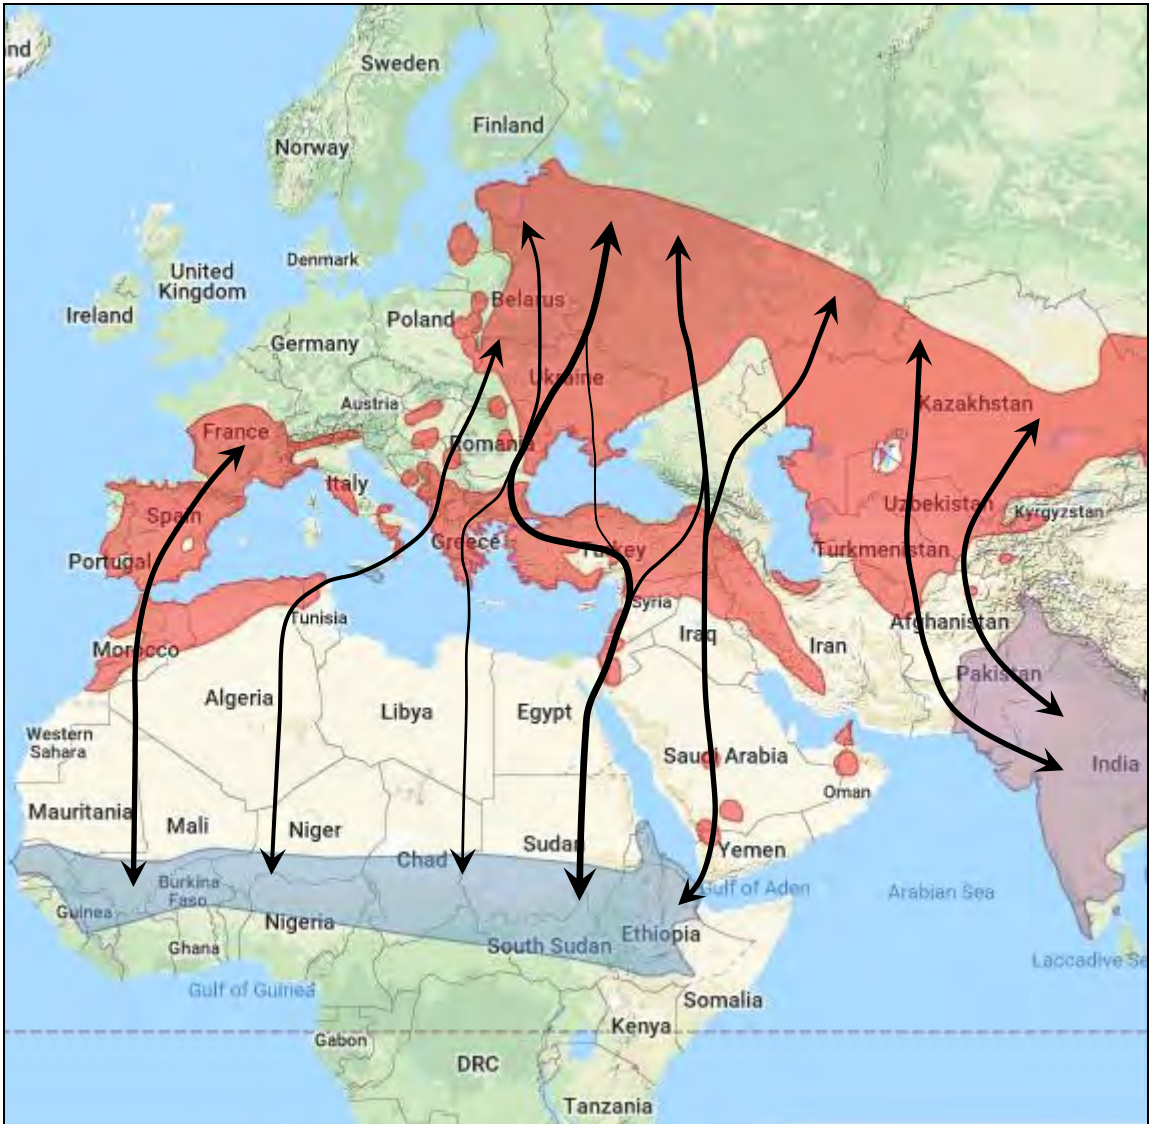 nd
Sweden
Finland
Norway
Denmark
United
Kingdom
Ireland
Belarus
Poland
Germany
Ukraine
Austria
Kazakhstan
France
Romania
Italy
Uzbekistan
Kyrgyzstan
Spain
Greece
Turkey
Turkmenistan
Portugal
Syria
Tunisia
Afghanistan
Iraq
Iran
Morocco
Pakistan
Algeria
Libya
Egypt
Western
Sahara
Saudi Arabia
India
Oman
Mauritania
Mali
Niger
Sudan
Yemen
Chad
Burkina
Faso
Gulf of Aden
Arabian Sea
Guinea
Nigeria
Ethiopia
Ghana
South Sudan
Laccadive Se
Gulf of Guinea
Somalia
Kenya
Gabon
DRC
Tanzania